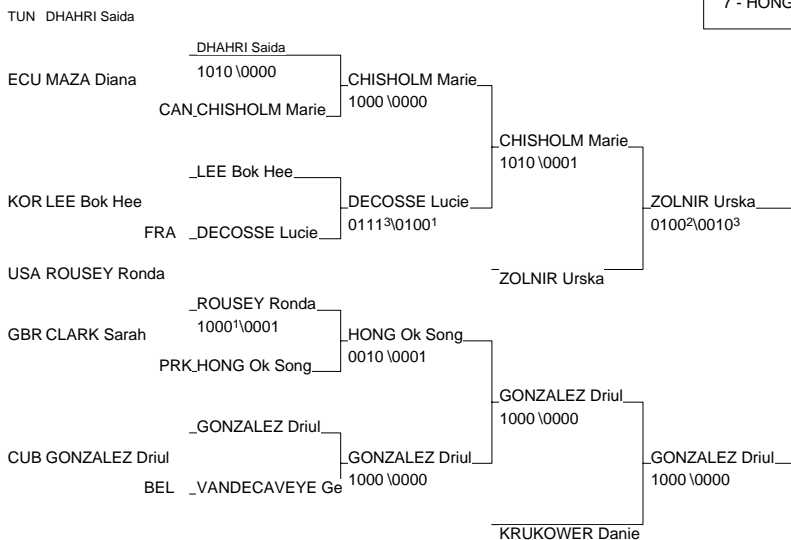 7 - HONG
TUN DHAHRI Saida
DHAHRI Saida
1010 \0000
ECU MAZA Diana
CHISHOLM Marie
1000 \0000
CAN CHISHOLM Marie
CHISHOLM Marie
1010 \0001
LEE Bok Hee
KOR LEE Bok Hee
DECOSSE Lucie
0111³\0100¹
ZOLNIR Urska
0100²\0010³
FRA DECOSSE Lucie
USA ROUSEY Ronda
ZOLNIR Urska
ROUSEY Ronda
1000¹\0001
GBR CLARK Sarah
HONG Ok Song
0010 \0001
PRK HONG Ok Song
GONZALEZ Driul
1000 \0000
GONZALEZ Driul
CUB GONZALEZ Driul
GONZALEZ Driul
1000 \0000
GONZALEZ Driul
1000 \0000
BEL VANDECAVEYE Ge
KRUKOWER Danie